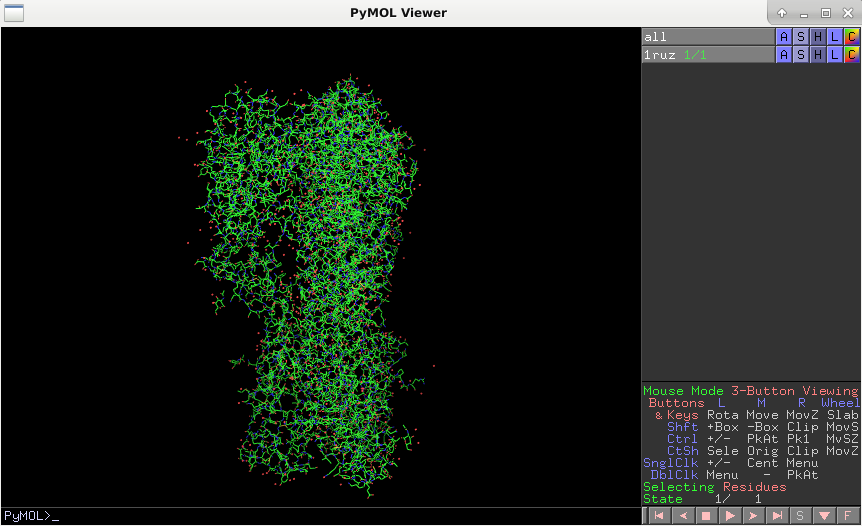 PyMOL Viewer
all A S H L C
1ruz 1/1 A S H L C
Mouse Mode 3-Button Viewing
Buttons L M R Wheel
& Keys Rota Move MovZ Slab
Shft +Box -Box Clip MovS
Ctrl +/- PkAt Pk1 MvSZ
CtSh Sele Orig Clip MovZ
SnglClk +/- Cent Menu
DblClk Menu - PkAt
Selecting Residues
State 1/ 1
PyMOL>_ S F